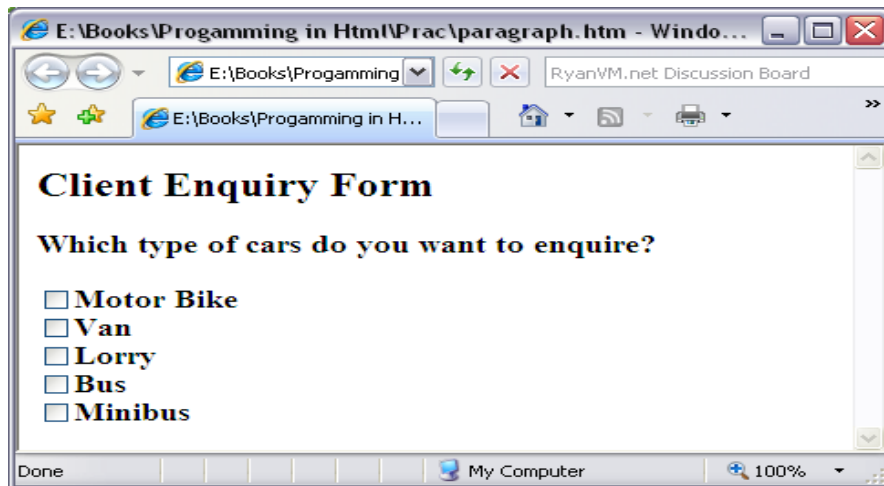 E:\Books\Progamming in Html\Prac\paragraph.htm - Windo...
E:\Books\Progamming
RyanVM.net Discussion Board
E:\Books\Progamming in H...
»
Client Enquiry Form
Which type of cars do you want to enquire?
Motor Bike
Van
Lorry
Bus
Minibus
Done
My Computer
100%